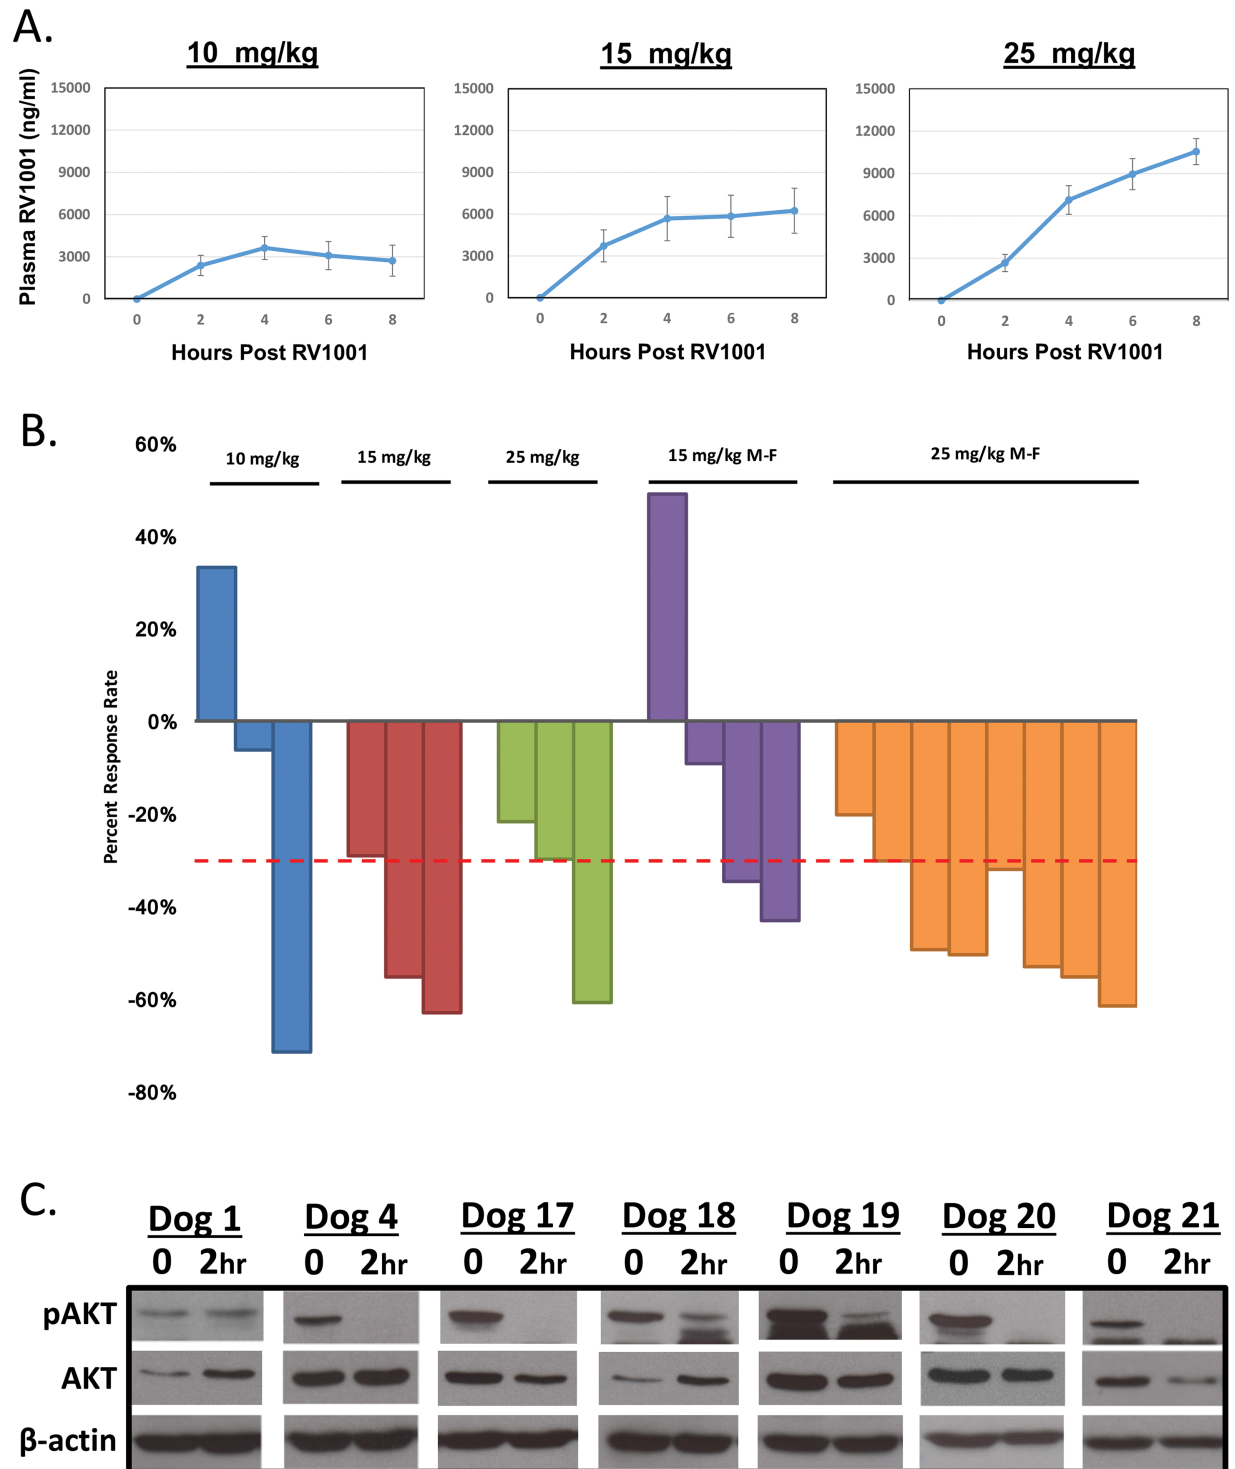 A.
10 mg/kg
15 mg/kg
25 mg/kg
Plasma RV1001 (ng/ml)
15000
12000
9000
6000
3000
0
0 2 4 6 8
Hours Post RV1001
15000
12000
9000
6000
3000
0
0 2 4 6 8
Hours Post RV1001
15000
12000
9000
6000
3000
0
0 2 4 6 8
Hours Post RV1001
B.
10 mg/kg
15 mg/kg
25 mg/kg
15 mg/kg M-F
25 mg/kg M-F
Percent Response Rate
60%
40%
20%
0%
-20%
-40%
-60%
-80%
C.
Dog 1 Dog 4 Dog 17 Dog 18 Dog 19 Dog 20 Dog 21
0 2hr 0 2hr 0 2hr 0 2hr 0 2hr 0 2hr 0 2hr
pAKT
AKT
β-actin